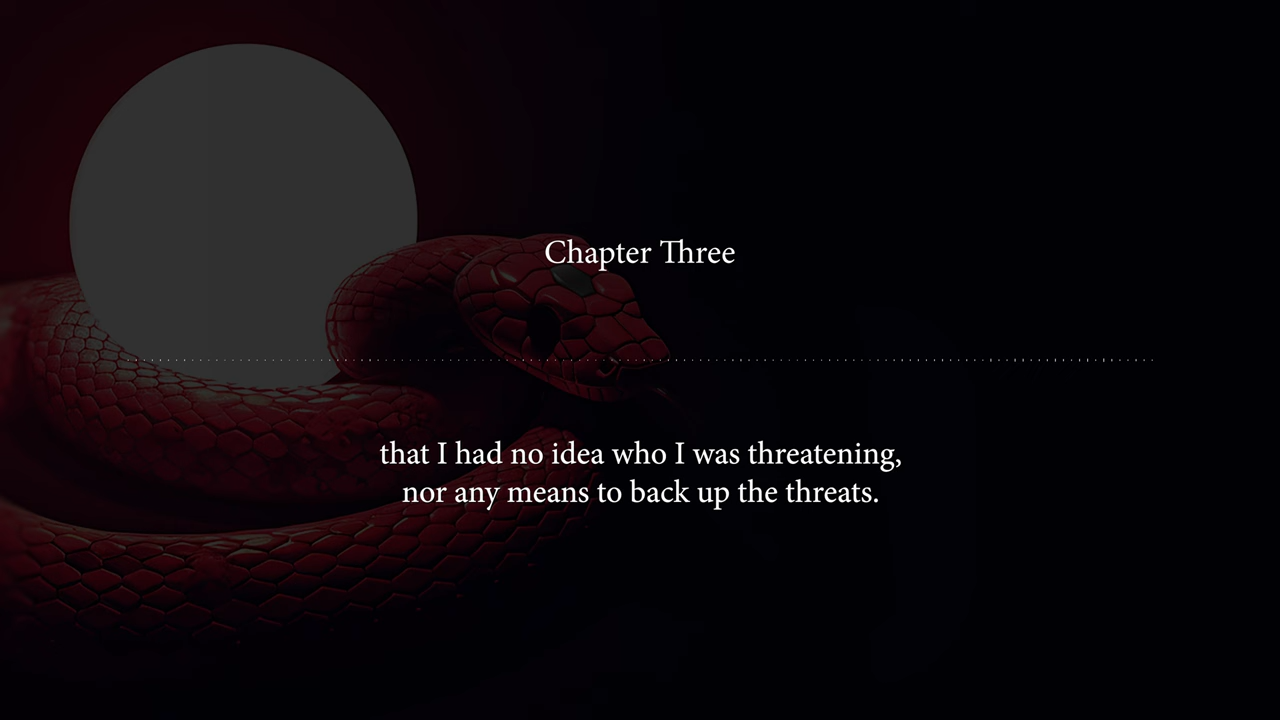 Chapter Three
that I had no idea who I was threatening,
nor any means to back up the threats.